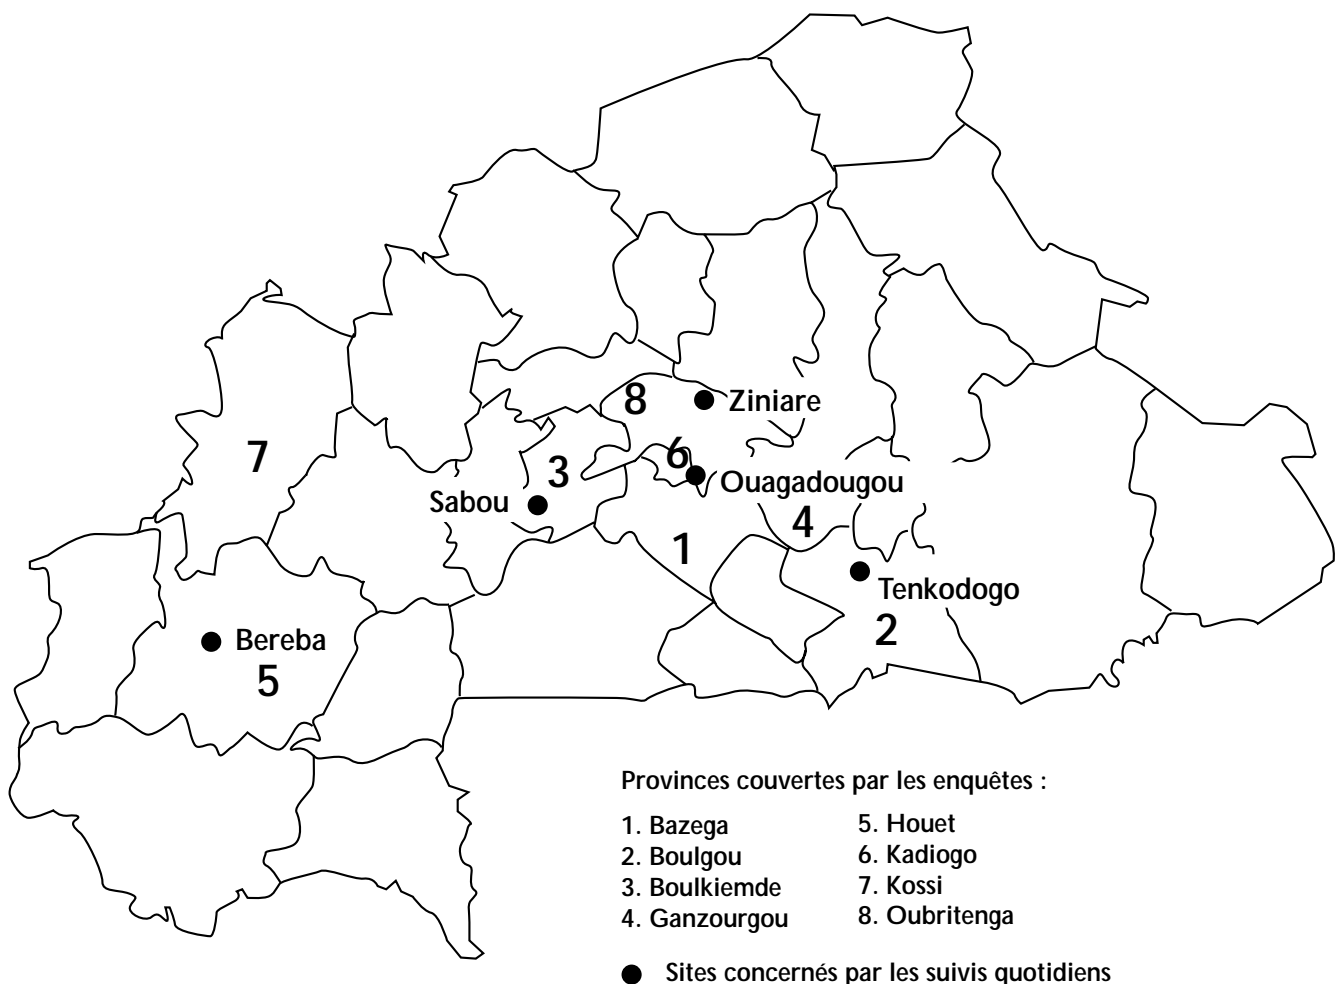 8
Ziniare
7
6
3
Sabou
Ouagadougou
4
1
Tenkodogo
2
Bereba
5
Provinces couvertes par les enquêtes :
1. Bazega
2. Boulgou
3. Boulkiemde
4. Ganzourgou
5. Houet
6. Kadiogo
7. Kossi
8. Oubritenga
Sites concernés par les suivis quotidiens